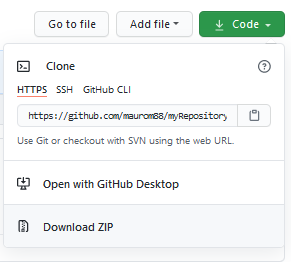 Go to file
Add file
Code
Clone
HTTPS SSH GitHub CLI
https://github.com/maurom88/myRepository
Use Git or checkout with SVN using the web URL.
Open with GitHub Desktop
Download ZIP